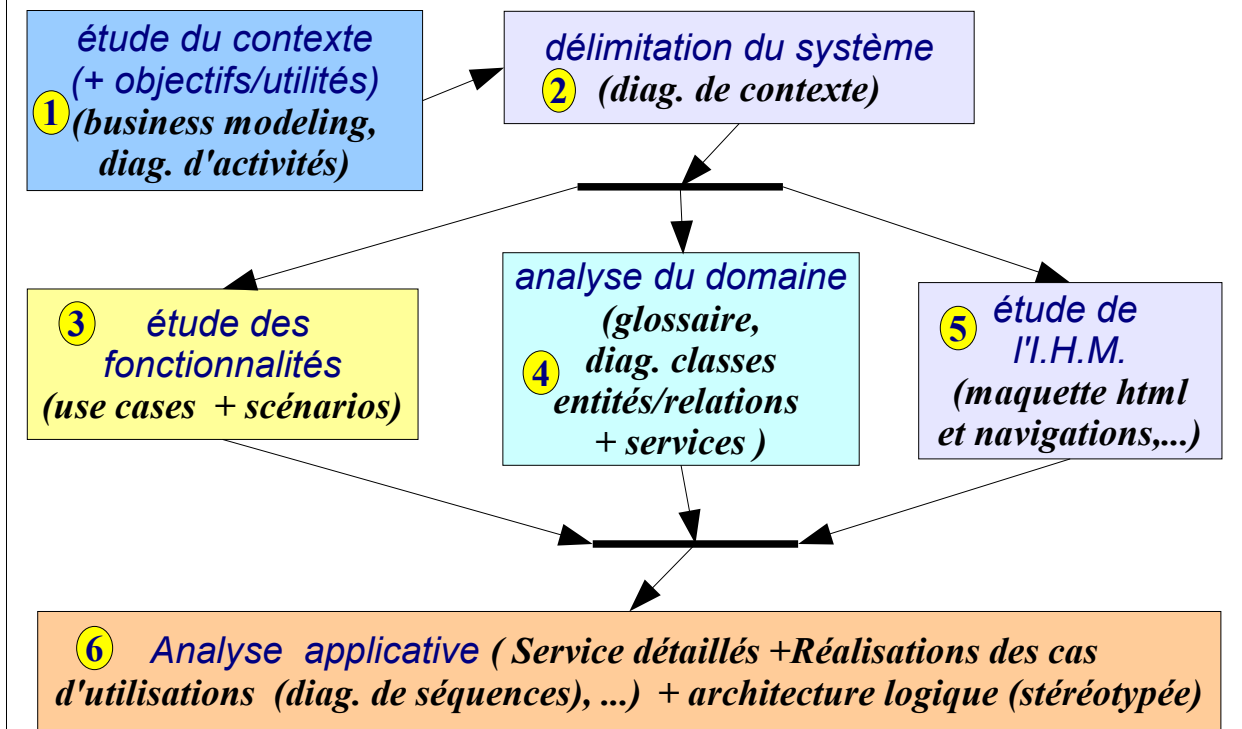 étude du contexte
(+ objectifs/utilités)
1 (business modeling,
diag. d'activités)
délimitation du système
2 (diag. de contexte)
3 étude des
fonctionnalités
(use cases + scénarios)
analyse du domaine
(glossaire,
diag. classes
4 entités/relations
+ services )
5 étude de
l'I.H.M.
(maquette html
et navigations,...)
6 Analyse applicative ( Service détaillés +Réalisations des cas
d'utilisations (diag. de séquences), ...) + architecture logique (stéréotypée)